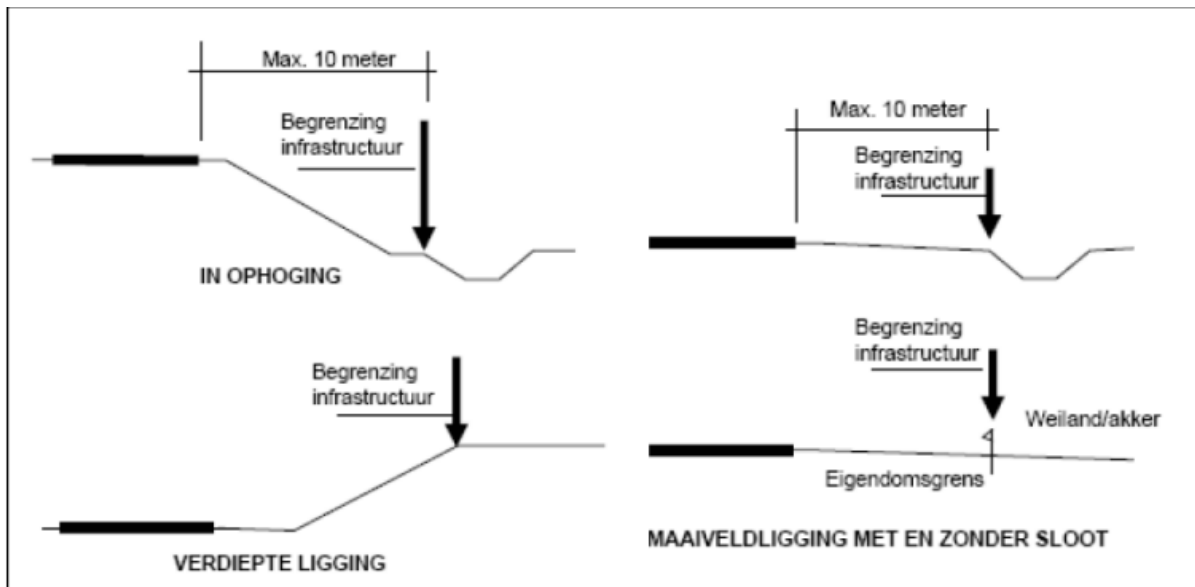 Max. 10 meter
Begrenzing
infrastructuur
IN OPHOGING
Max. 10 meter
Begrenzing
infrastructuur
Begrenzing
infrastructuur
VERDIEPTE LIGGING
Begrenzing
infrastructuur
Weiland/akker
Eigendomsgrens
MAAIVELDLIGGING MET EN ZONDER SLOOT